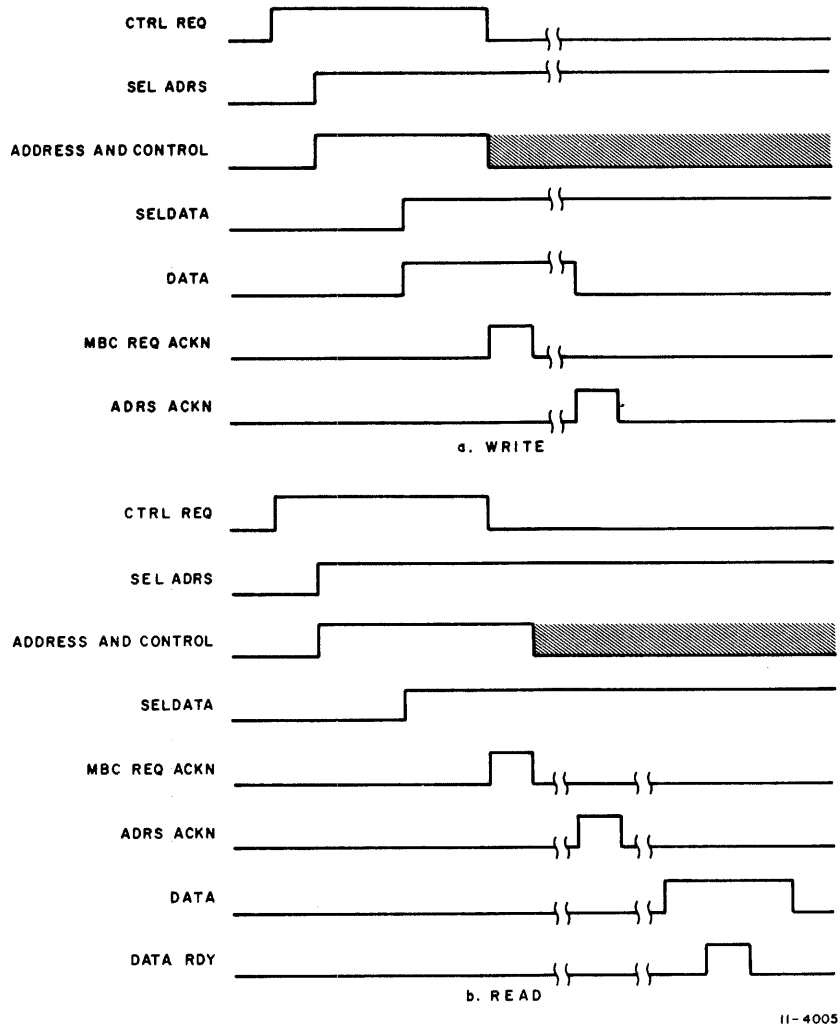 CTRL REQ
SEL ADRS
ADDRESS AND CONTROL
SELDATA
DATA
MBC REQ ACKN
ADRS ACKN
a. WRITE
CTRL REQ
SEL ADRS
ADDRESS AND CONTROL
SELDATA
MBC REQ ACKN
ADRS ACKN
DATA
DATA RDY
b. READ
11-4005